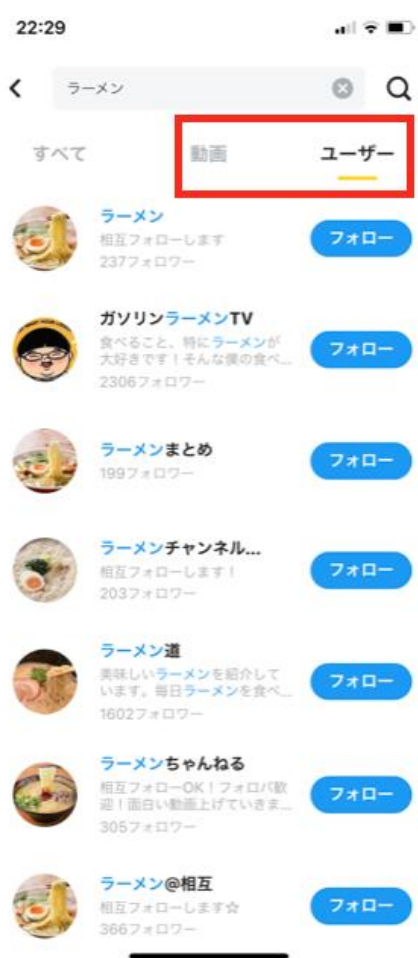 22:29
ラーメン
すべて 動画 ユーザー
ラーメン
相互フォローします
237フォロワー
フォロー
ガソリンラーメンTV
食べること、特にラーメンが
大好きです！そんな僕の食べ...
2306フォロワー
フォロー
ラーメンまとめ
199フォロワー
フォロー
ラーメンチャンネル...
相互フォローします！
203フォロワー
フォロー
ラーメン道
美味しいラーメンを紹介して
います。毎日ラーメンを食べ...
1602フォロワー
フォロー
ラーメンちゃんねる
相互フォローOK！フォロバ歓
迎！面白い動画上げていきま...
305フォロワー
フォロー
ラーメン@相互
相互フォローします☆
366フォロワー
フォロー